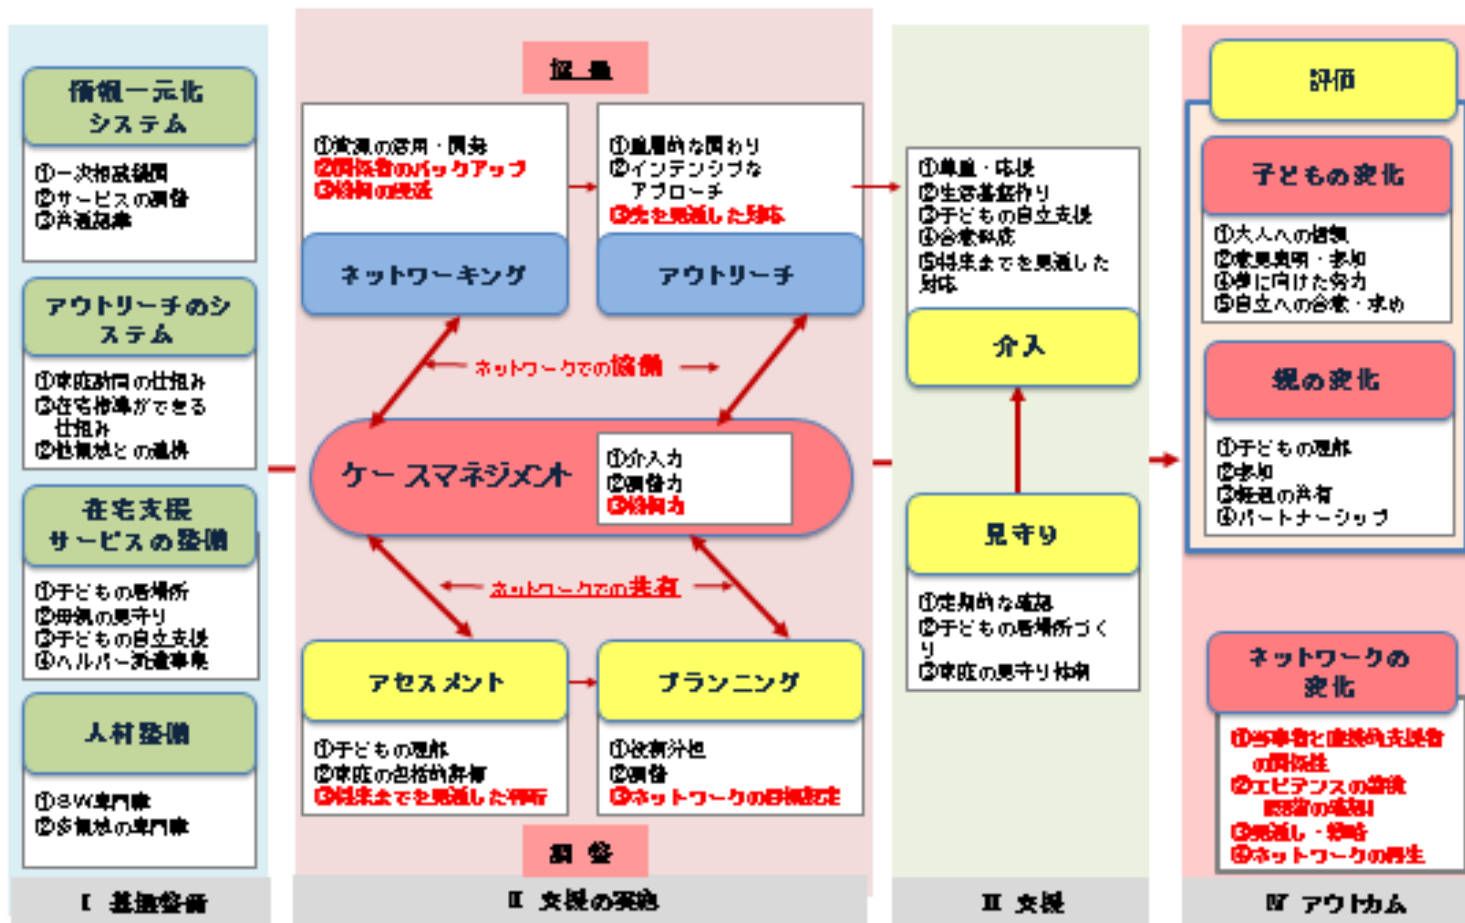 情報一元化
システム
①一次相談機関
②サービスの調整
③共通認識
アウトリーチのシ
ステム
①家庭訪問の仕組み
③在宅指導ができる
仕組み
②他領域との連携
在宅支援
サービスの整備
①子どもの居場所
②母親の見守り
③子どもの自立支援
④ヘルパー派遣事業
人材整備
①SW専門職
②多領域の専門職
Ⅰ 基盤整備
協働
①資源の活用・開発
②関係者のバックアップ
ネットワーキング
①重層的な関わり
②インテンシブな
アプローチ
③先を見通した対応
アウトリーチ
ネットワークでの協働
ケースマネジメント
①介入力
②調整力
ネットワークでの共有
アセスメント
①子どもの理解
②家庭の包括的評価
③将来までを見通した判断
プランニング
①役割分担
②調整
③ネットワークの目標設定
調整
Ⅱ 支援の実施
①尊重・応援
②生活基盤作り
③子どもの自立支援
④合意形成
⑤将来までを見通した
対応
介入
見守り
①定期的な確認
②子どもの居場所づく
り
③家庭の見守り体制
Ⅲ 支援
評価
子どもの変化
①大人への信頼
②意見表明・参加
④夢に向けた努力
⑤自立への合意・求め
親の変化
①子どもの理解
②参加
③経過の共有
④パートナーシップ
ネットワークの
変化
①当事者と直接的支援者
の関係性
②エビデンスの蓄積
③見通し・戦略
④ネットワークの再生
Ⅳ アウトカム